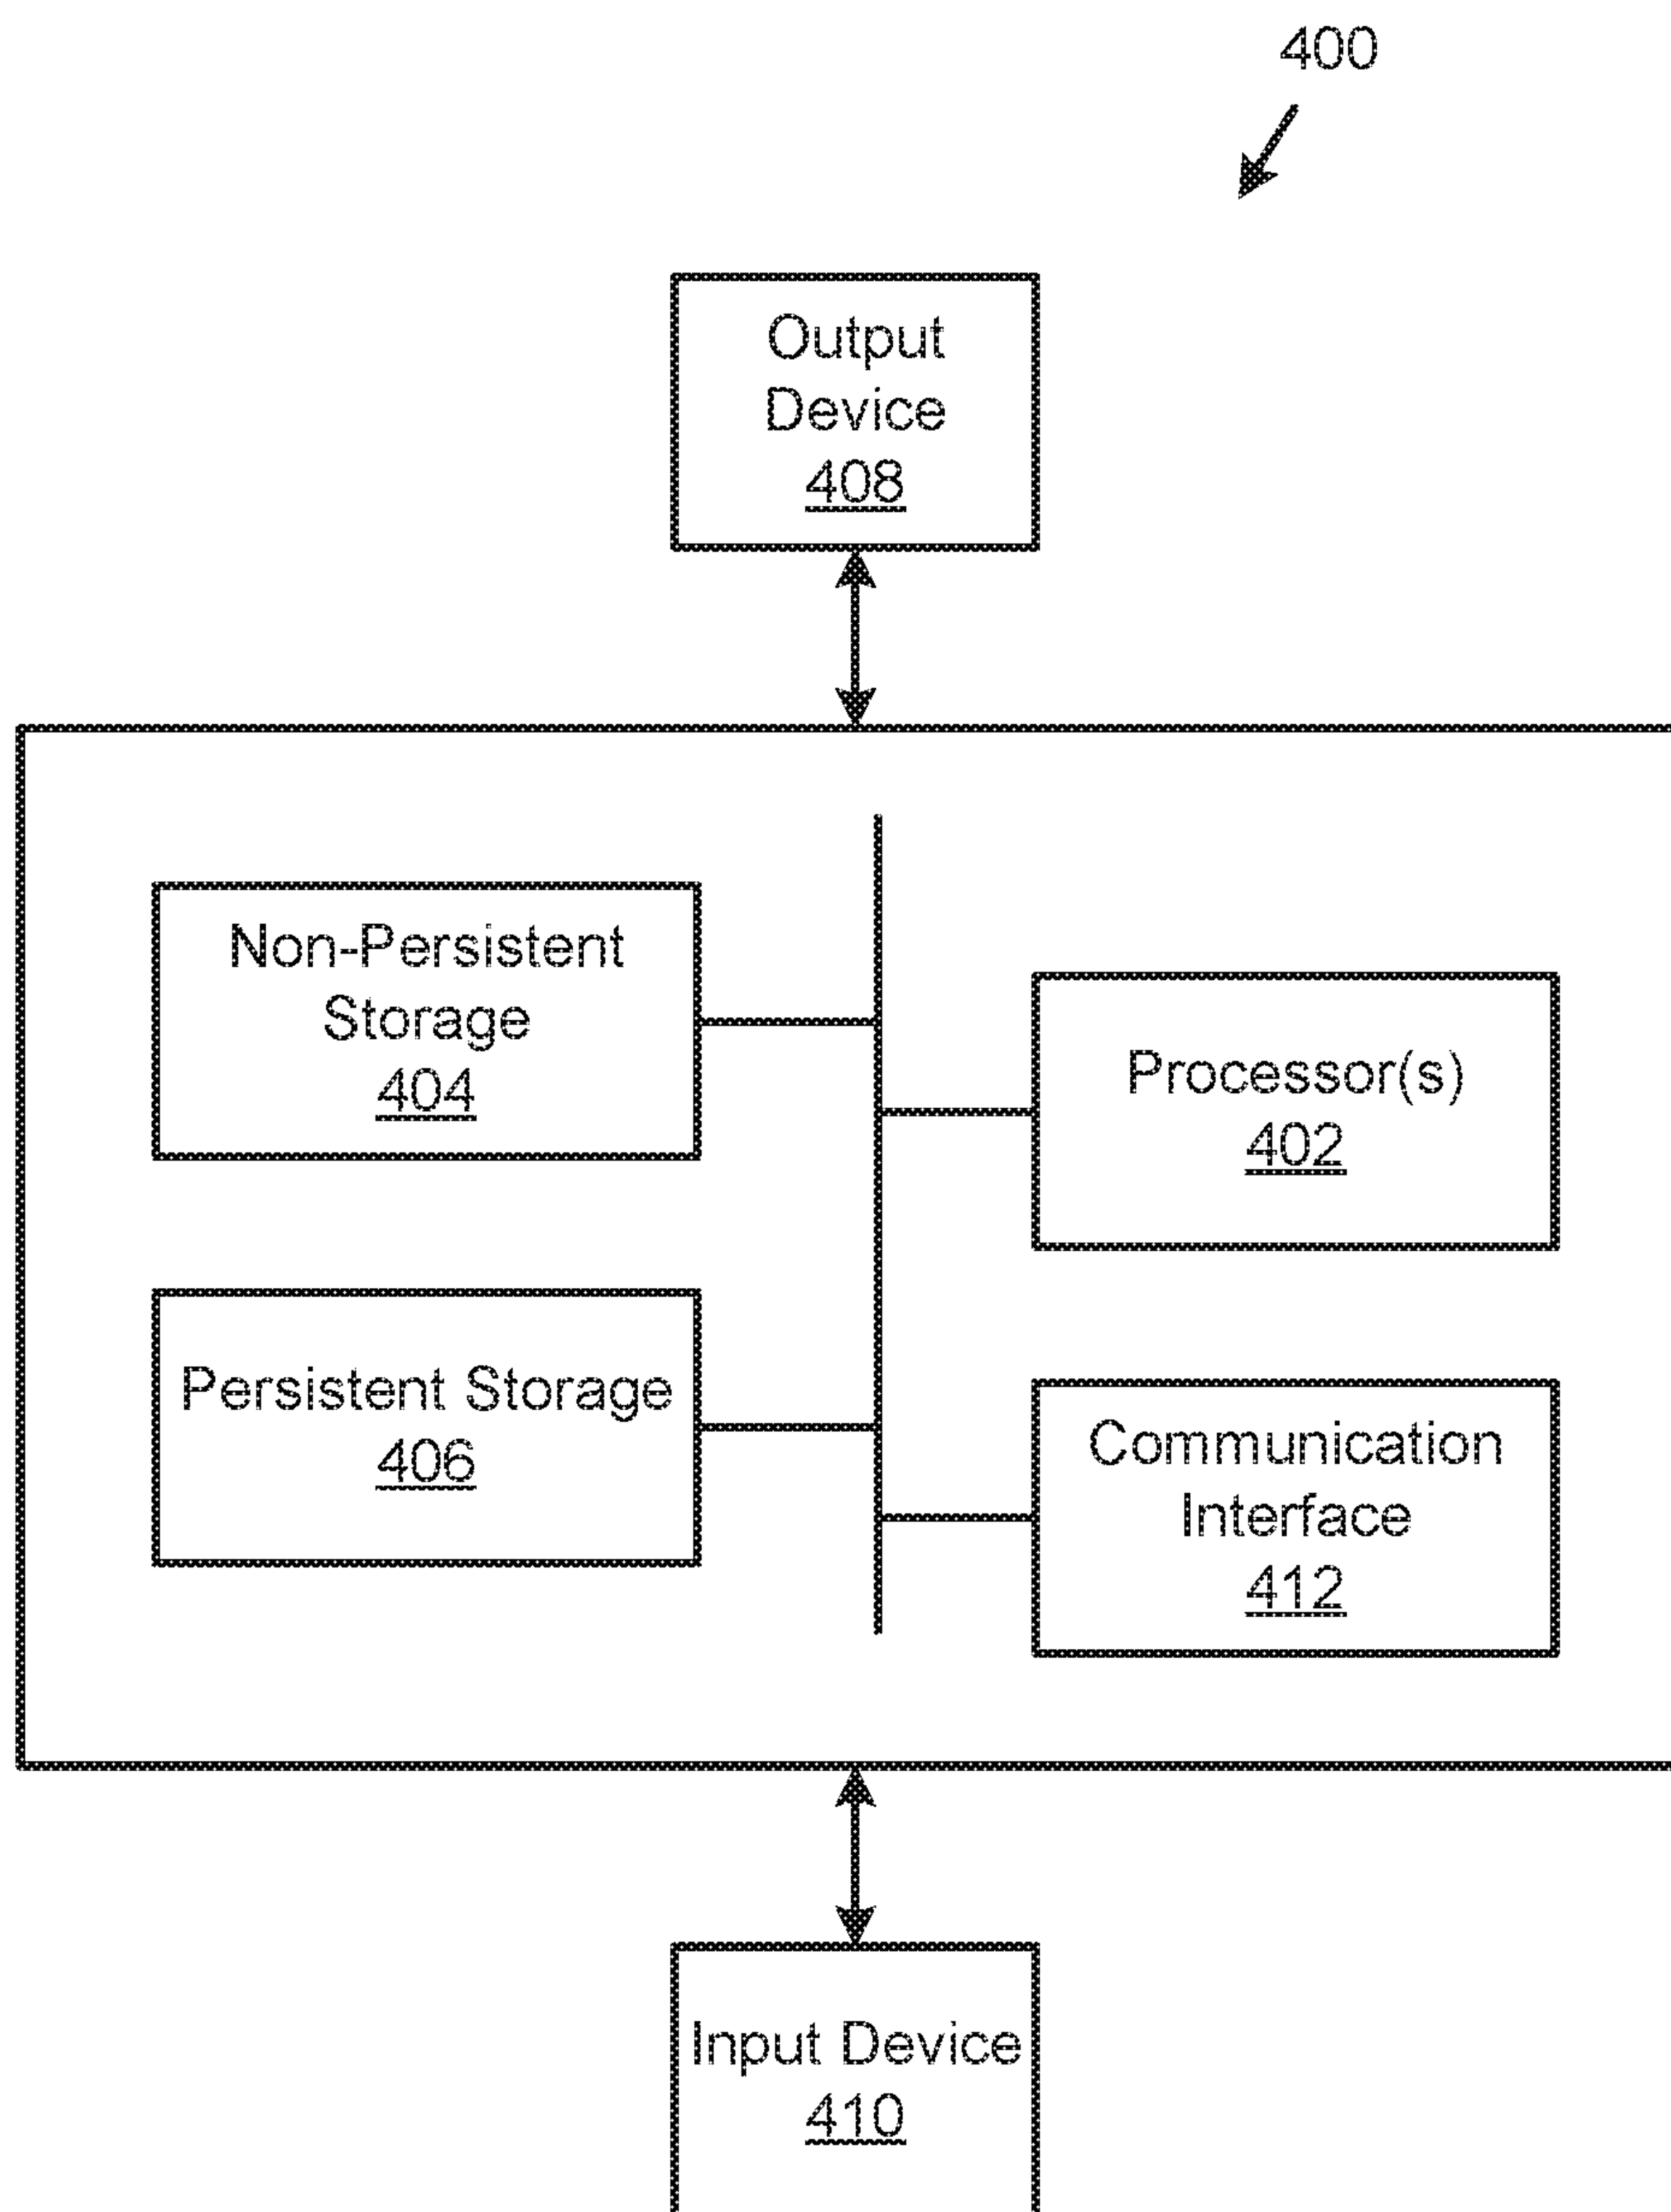 400
Output
Device
408
Non-Persistent
Storage
404
Processor(s)
402
Persistent Storage
406
Communication
Interface
412
Input Device
410